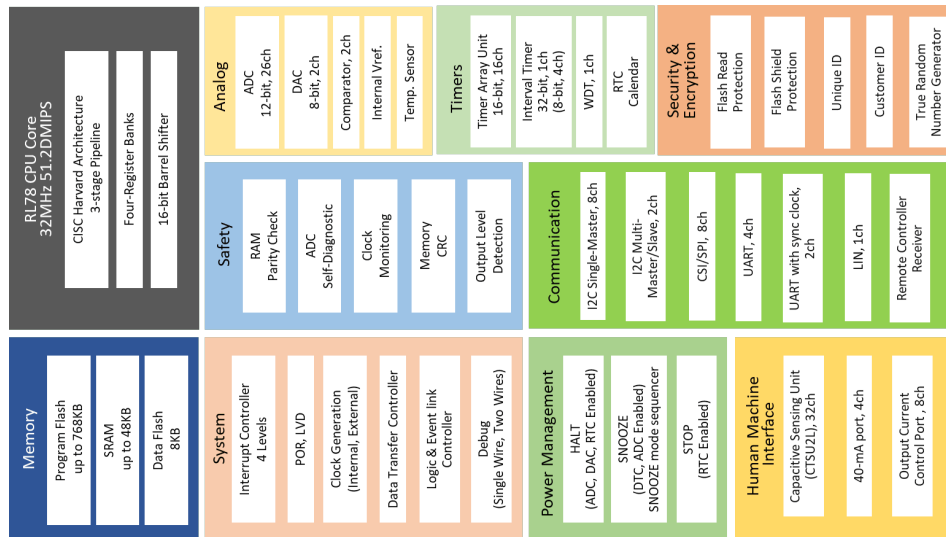 Memory
Program Flash
up to 768KB
SRAM
up to 48KB
Data Flash
8KB
RL78 CPU Core
32MHz 51.2DMIPS
CISC Harvard Architecture
3-stage Pipeline
Four-Register Banks
16-bit Barrel Shifter
System
Interrupt Controller
4 Levels
POR, LVD
Clock Generation
(Internal, External)
Data Transfer Controller
Logic & Event link
Controller
Debug
(Single Wire, Two Wires)
Safety
RAM
Parity Check
ADC
Self-Diagnostic
Clock
Monitoring
Memory
CRC
Output Level
Detection
Analog
ADC
12-bit, 26ch
DAC
8-bit, 2ch
Comparator, 2ch
Internal Vref.
Temp. Sensor
Power Management
HALT
(ADC, DAC, RTC Enabled)
SNOOZE
(DTC, ADC Enabled)
SNOOZE mode sequencer
STOP
(RTC Enabled)
Communication
I2C Single-Master, 8ch
I2C Multi-
Master/Slave, 2ch
CSI/SPI, 8ch
UART, 4ch
UART with sync clock,
2ch
LIN, 1ch
Remote Controller
Receiver
Timers
Timer Array Unit
16-bit, 16ch
Interval Timer
32-bit, 1ch
(8-bit, 4ch)
WDT, 1ch
RTC
Calendar
Human Machine
Interface
Capacitive Sensing Unit
(CTSU2L), 32ch
40-mA port, 4ch
Output Current
Control Port , 8ch
Security &
Encryption
Flash Read
Protection
Flash Shield
Protection
Unique ID
Customer ID
True Random
Number Generator